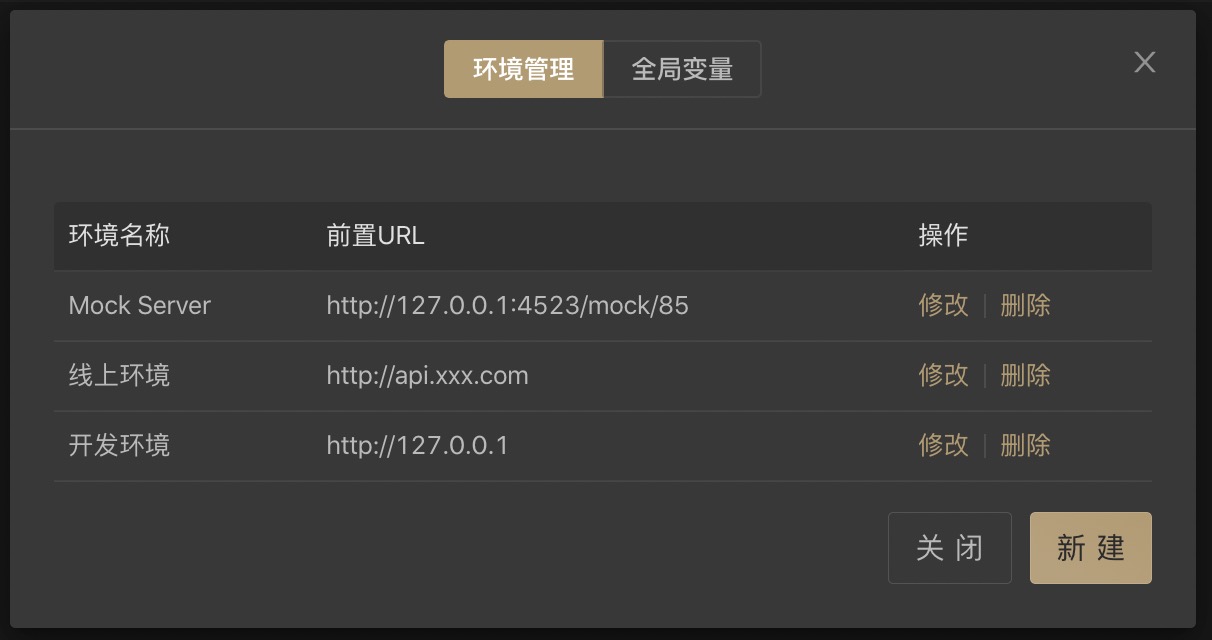 环境管理 全局变量
环境名称 前置URL 操作
Mock Server http://127.0.0.1:4523/mock/85 修改 | 删除
线上环境 http://api.xxx.com 修改 | 删除
开发环境 http://127.0.0.1 修改 | 删除
关闭 新建